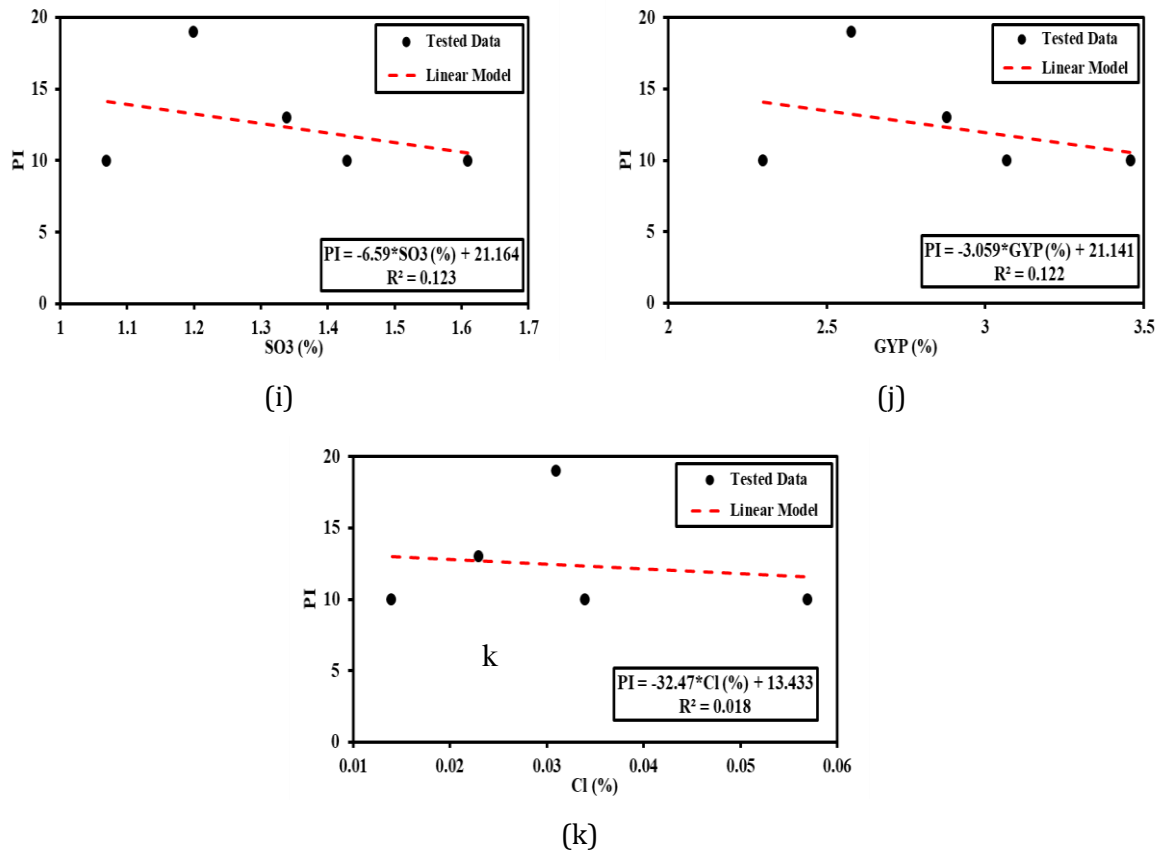 20
15
10
5
0
PI
Tested Data
Linear Model
PI = -6.59*SO3 (%) + 21.164
R² = 0.123
1 1.1 1.2 1.3 1.4 1.5 1.6 1.7
SO3 (%)
(i)
20
15
10
5
0
PI
Tested Data
Linear Model
PI = -3.059*GYP (%) + 21.141
R² = 0.122
2 2.5 3 3.5
GYP (%)
(j)
20
15
10
5
0
PI
Tested Data
Linear Model
k
PI = -32.47*Cl (%) + 13.433
R² = 0.018
0.01 0.02 0.03 0.04 0.05 0.06
Cl (%)
(k)